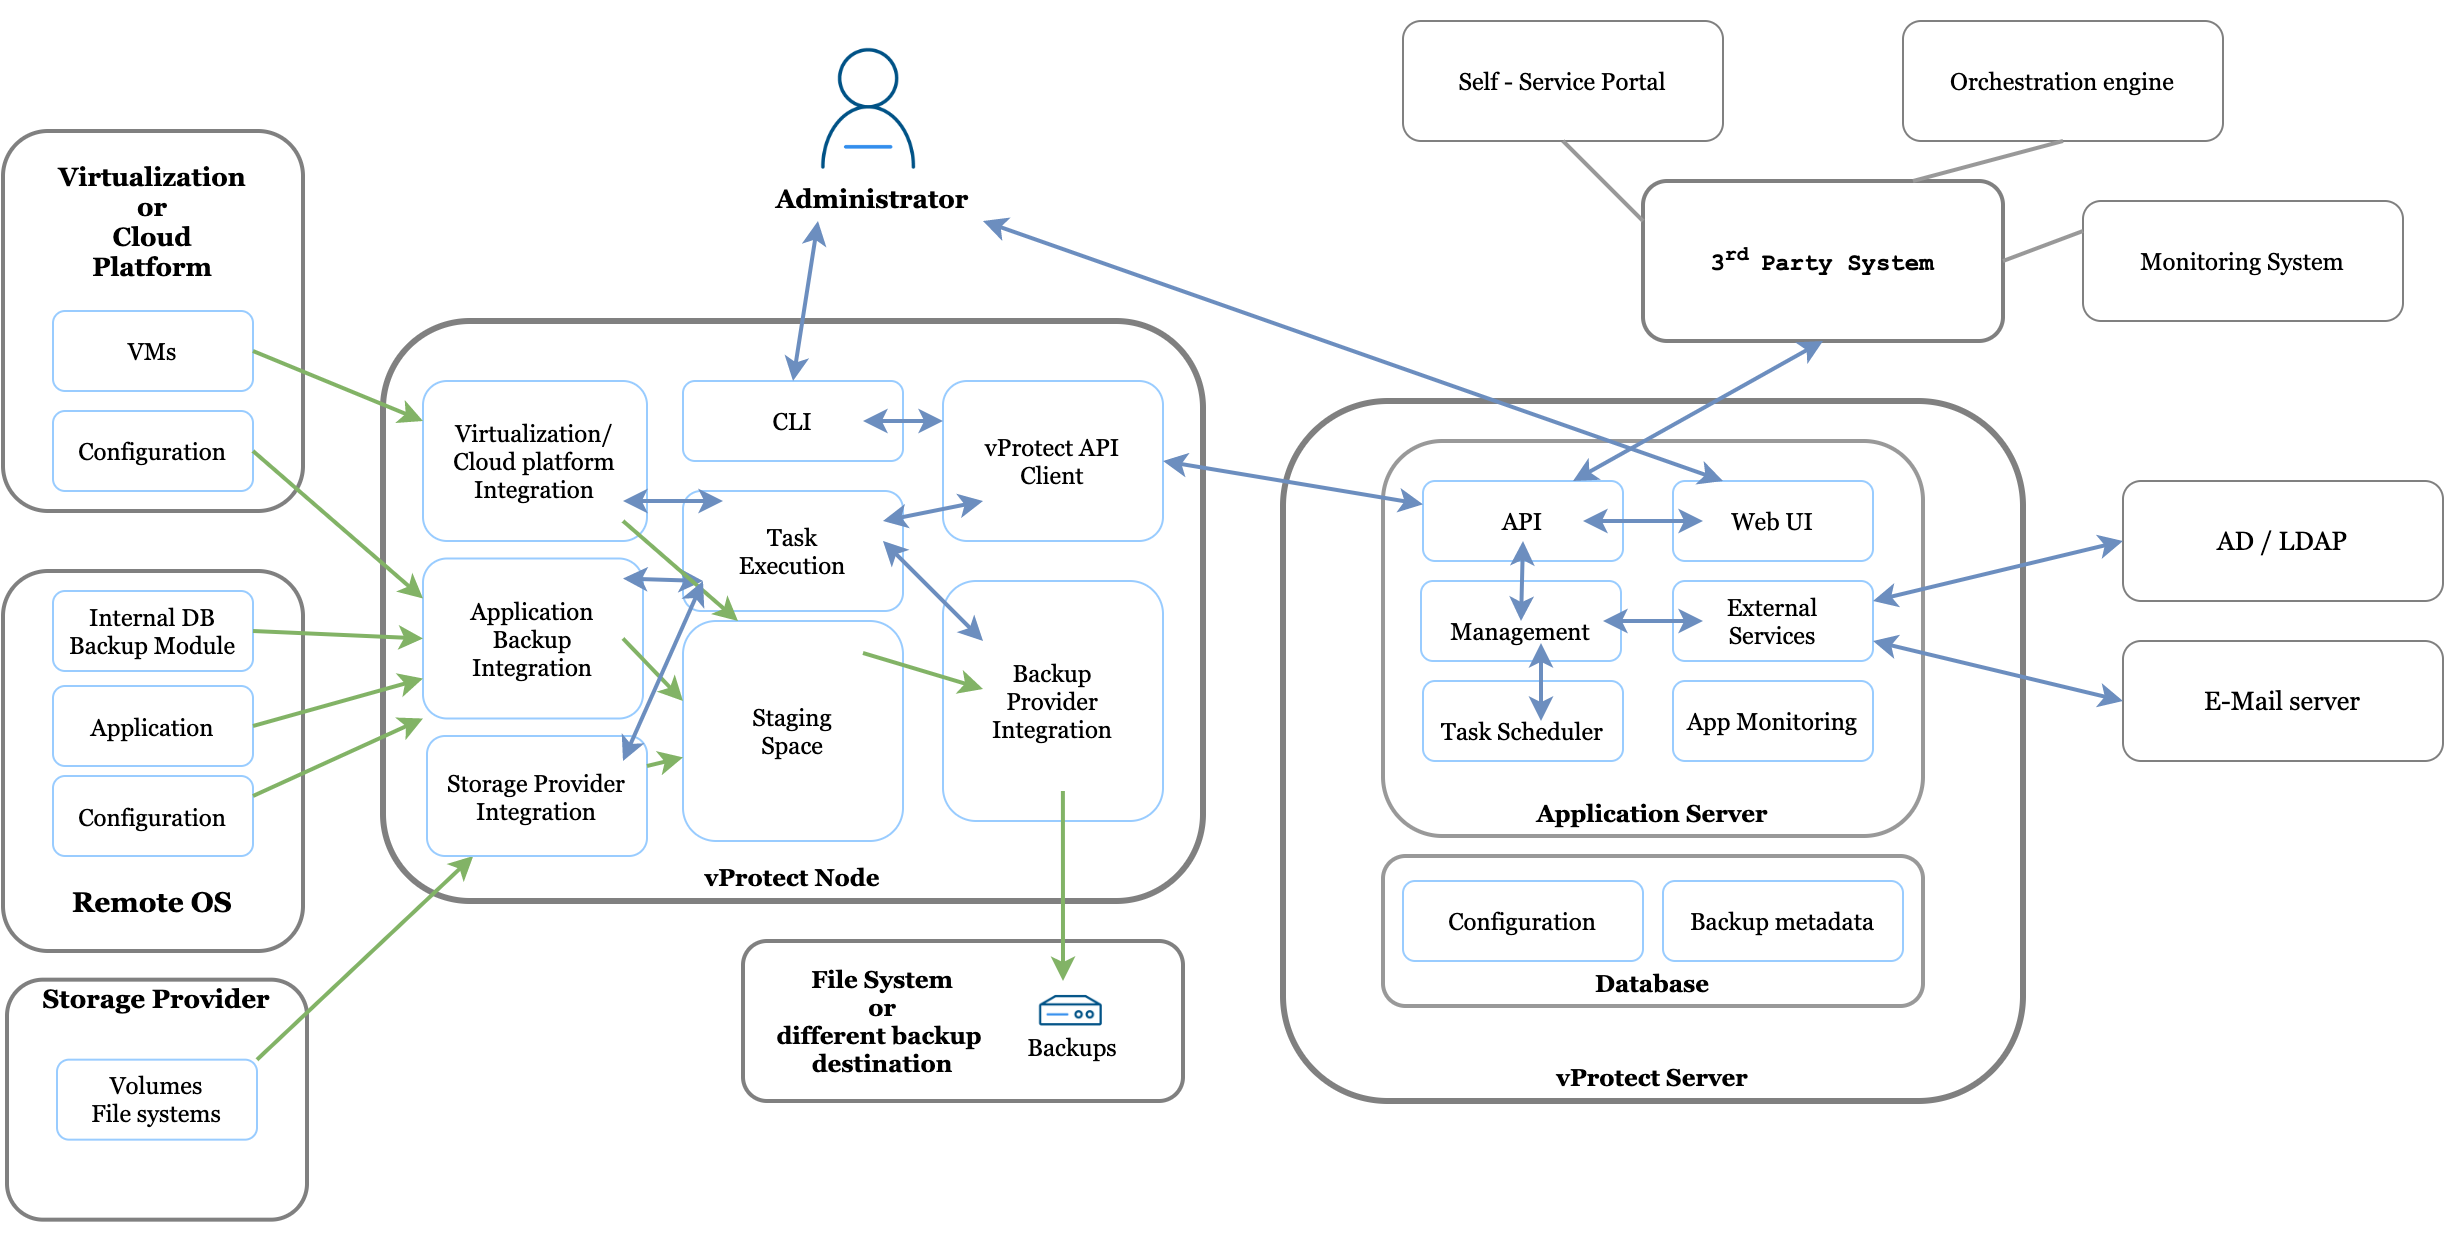 Administrator
Self - Service Portal
Orchestration engine
3rd Party System
Monitoring System
Virtualization
or
Cloud
Platform
VMs
Configuration
Internal DB
Backup Module
Application
Configuration
Remote OS
Storage Provider
Volumes
File systems
Virtualization/
Cloud platform
Integration
CLI
vProtect API
Client
Task
Execution
Application
Backup
Integration
Staging
Space
Backup
Provider
Integration
Storage Provider
Integration
vProtect Node
File System
or
different backup
destination
Backups
API
Web UI
Management
External
Services
Task Scheduler
App Monitoring
Application Server
Configuration
Backup metadata
Database
vProtect Server
AD / LDAP
E-Mail server